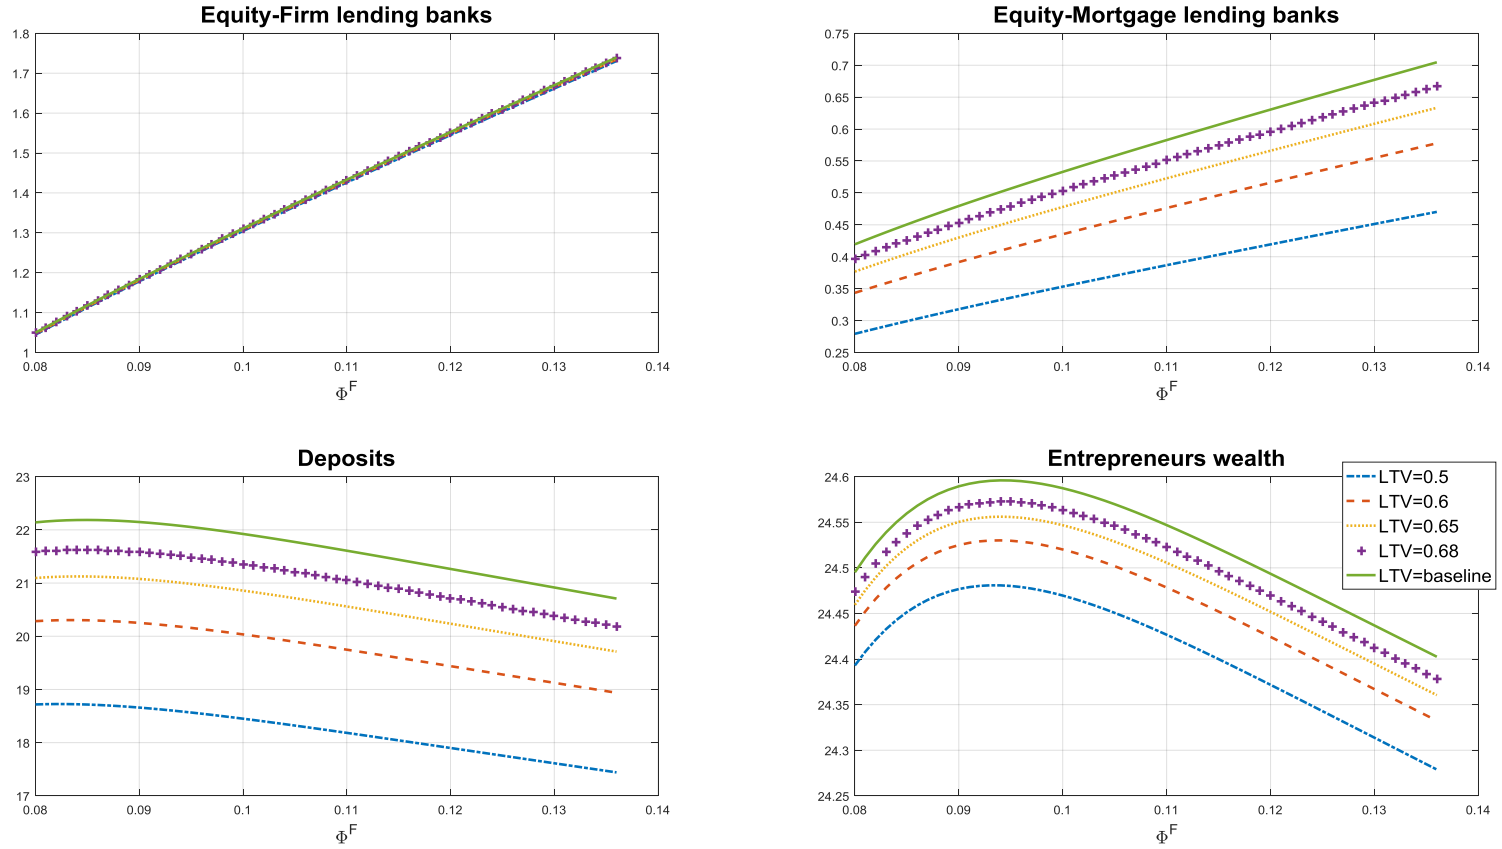 Equity-Firm lending banks
1.8
1.7
1.6
1.5
1.4
1.3
1.2
1.1
1
0.08 0.09 0.1 0.11 0.12 0.13 0.14
Φ^F
Equity-Mortgage lending banks
0.75
0.7
0.65
0.6
0.55
0.5
0.45
0.4
0.35
0.3
0.25
0.08 0.09 0.1 0.11 0.12 0.13 0.14
Φ^F
Deposits
23
22
21
20
19
18
17
0.08 0.09 0.1 0.11 0.12 0.13 0.14
Φ^F
Entrepreneurs wealth
24.6
24.55
24.5
24.45
24.4
24.35
24.3
24.25
0.08 0.09 0.1 0.11 0.12 0.13 0.14
Φ^F
LTV=0.5
LTV=0.6
LTV=0.65
LTV=0.68
LTV=baseline